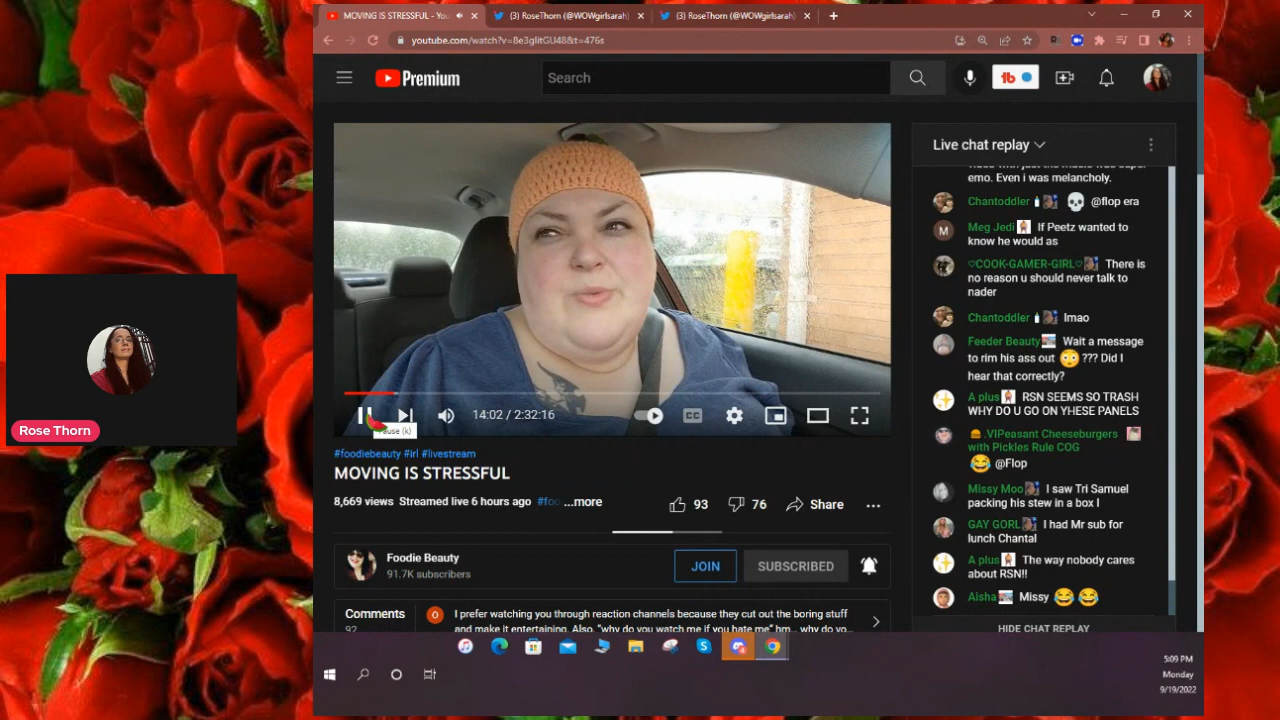 MOVING IS STRESSFUL - You
(3) RoseThorn (@WOWgirlsarah)
(3) RoseThorn (@WOWgirlsarah)
Premium
Search
Live chat replay
emo. Even i was melancholy.
Chantoddler @flop era
Meg Jedi If Peetz wanted to
know he would as
♡COOK-GAMER-GIRL♡ There is
no reason u should never talk to
nader
Chantoddler lmao
Feeder Beauty Wait a message
to rim his ass out ??? Did I
hear that correctly?
A plus RSN SEEMS SO TRASH
WHY DO U GO ON YHESE PANELS
.VIPeasant Cheeseburgers
with Pickles Rule COG
@Flop
Missy Moo I saw Tri Samuel
packing his stew in a box I
GAY GORL I had Mr sub for
lunch Chantal
A plus The way nobody cares
about RSN!!
Aisha Missy
HIDE CHAT REPLAY
14:02 / 2:32:16
CC
Pause (k)
#foodiebeauty #irl #livestream
MOVING IS STRESSFUL
8,669 views Streamed live 6 hours ago #foo ...more
93
76
Share
Foodie Beauty
91.7K subscribers
JOIN
SUBSCRIBED
Comments
92
I prefer watching you through reaction channels because they cut out the boring stuff
and make it entertaining. Also, "why do you watch me if you hate me" hm... why do yo...
Rose Thorn
5:09 PM
Monday
9/19/2022